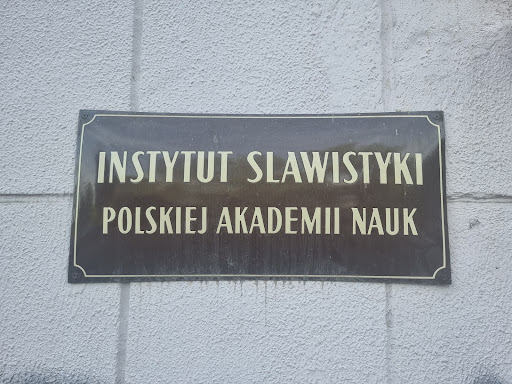 INSTYTUT SLAWISTYKI
POLSKIEJ AKADEMII NAUK